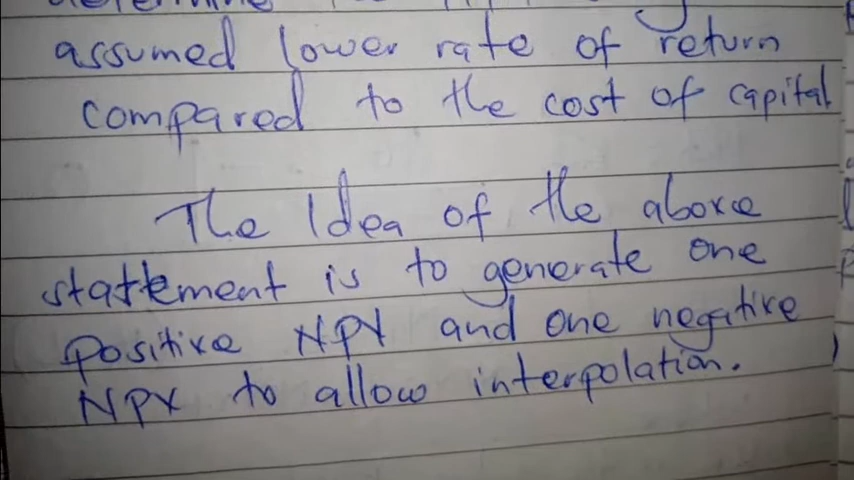 assumed lower rate of return
compared to the cost of capital
The Idea of the above
stattement is to generate one
positive NPV and one negative
NPV to allow interpolation.